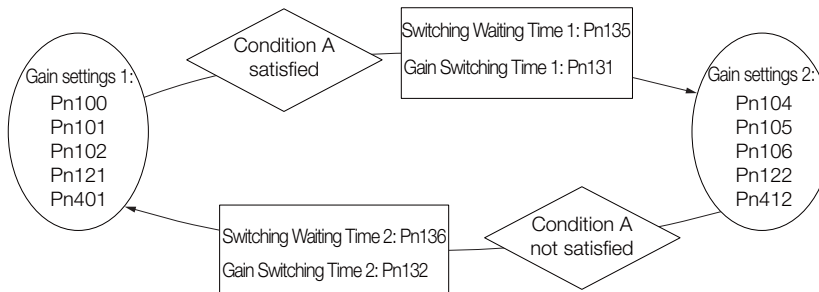 Gain settings 1:
Pn100
Pn101
Pn102
Pn121
Pn401
Condition A
satisfied
Switching Waiting Time 1: Pn135
Gain Switching Time 1: Pn131
Gain settings 2:
Pn104
Pn105
Pn106
Pn122
Pn412
Condition A
not satisfied
Switching Waiting Time 2: Pn136
Gain Switching Time 2: Pn132